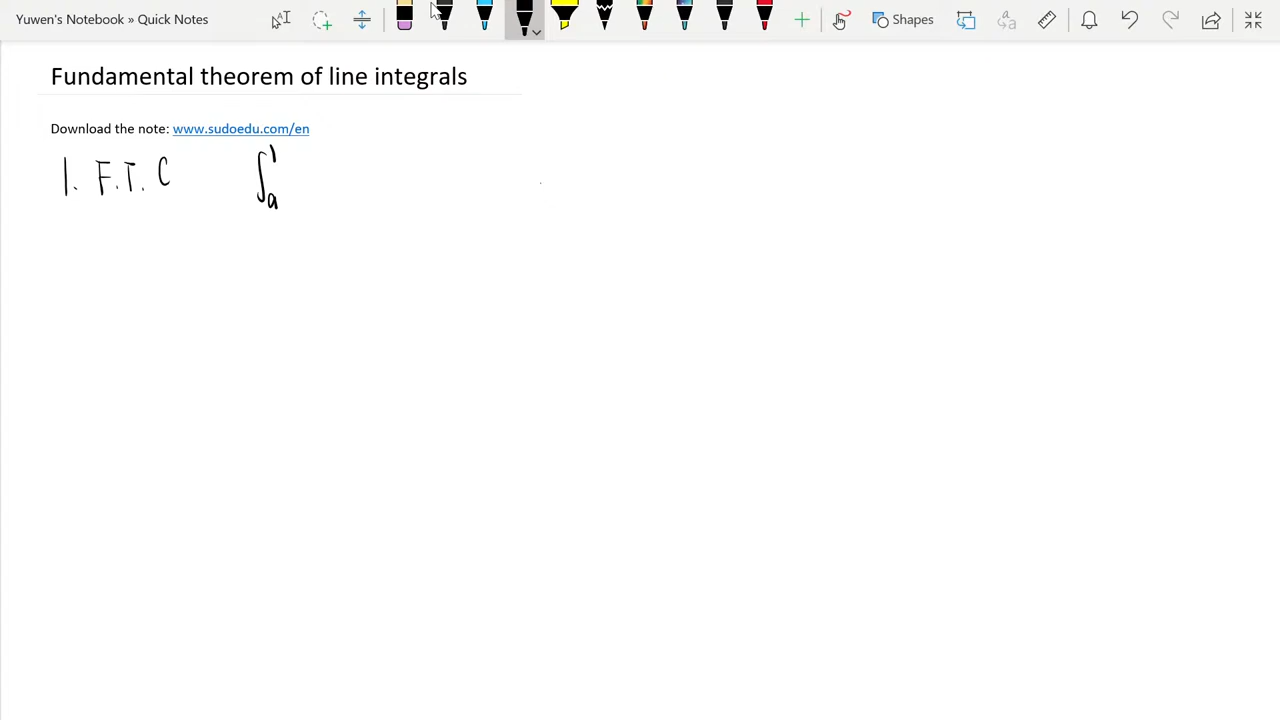 Yuwen's Notebook » Quick Notes
Shapes
Fundamental theorem of line integrals
Download the note: www.sudoedu.com/en
1. F.T. C ∫a